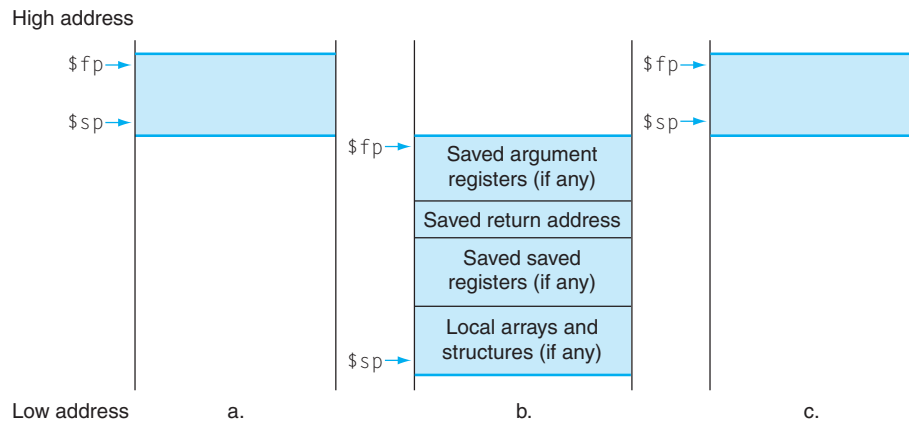 High address
$fp
$sp
$fp
Saved argument
registers (if any)
Saved return address
Saved saved
registers (if any)
Local arrays and
structures (if any)
$sp
$fp
$sp
Low address
a.
b.
c.